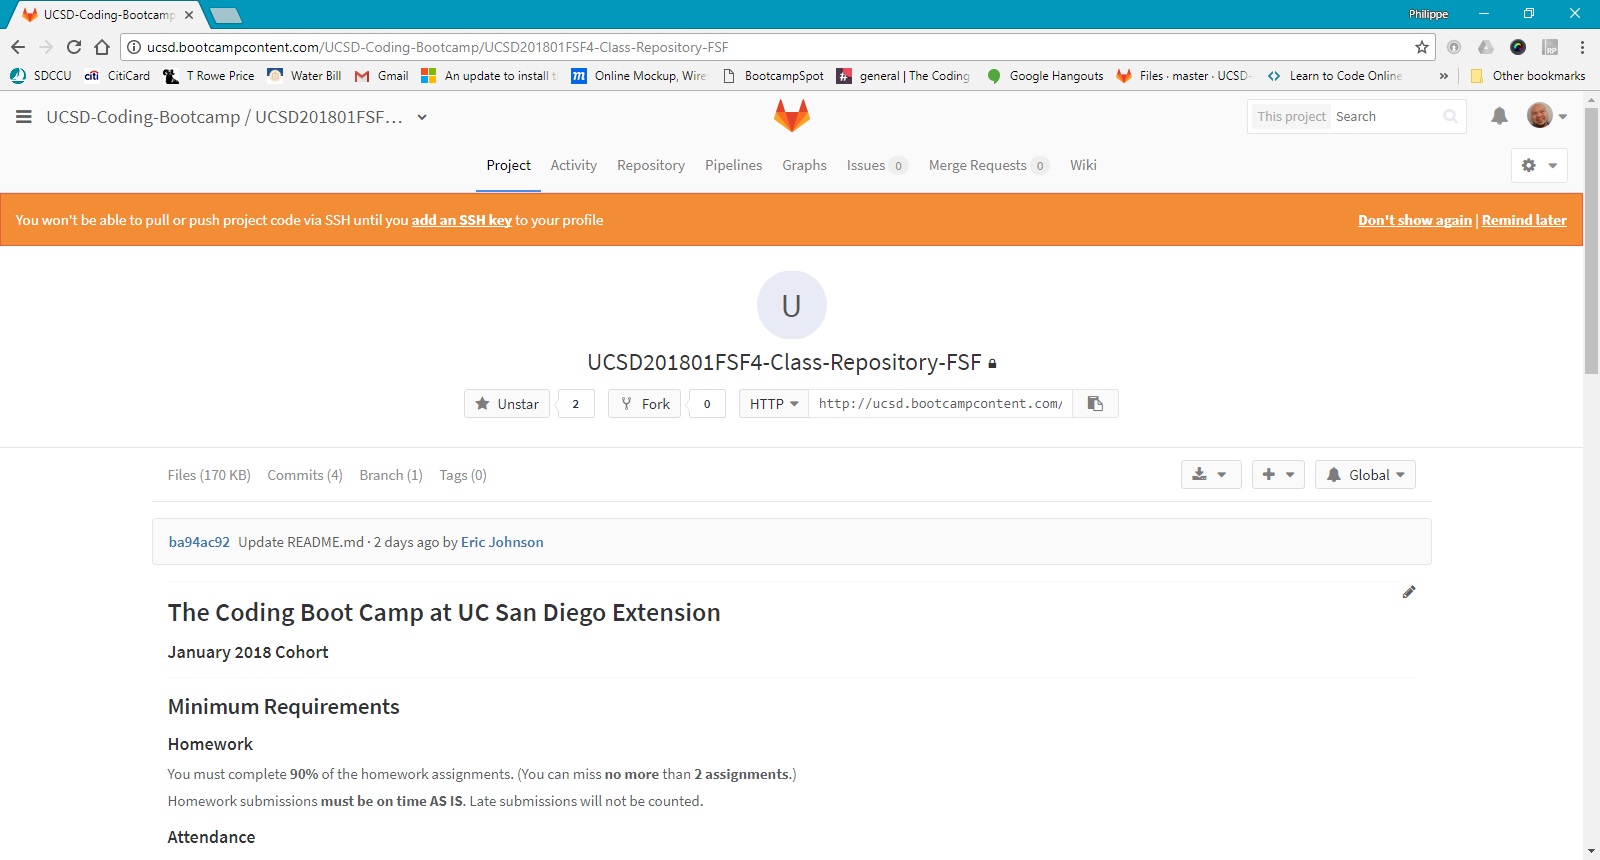 UCSD-Coding-Bootcamp
Philippe
ucsd.bootcampcontent.com/UCSD-Coding-Bootcamp/UCSD201801FSF4-Class-Repository-FSF
SDCCU citi CitiCard T Rowe Price Water Bill Gmail An update to install t m Online Mockup, Wire BootcampSpot general | The Coding Google Hangouts Files · master · UCSD- Learn to Code Online » Other bookmarks
UCSD-Coding-Bootcamp / UCSD201801FSF...
This project Search
Project Activity Repository Pipelines Graphs Issues 0 Merge Requests 0 Wiki
You won't be able to pull or push project code via SSH until you add an SSH key to your profile
Don't show again | Remind later
U
UCSD201801FSF4-Class-Repository-FSF
Unstar 2 Fork 0 HTTP http://ucsd.bootcampcontent.com/
Files (170 KB) Commits (4) Branch (1) Tags (0)
Global
ba94ac92 Update README.md · 2 days ago by Eric Johnson
The Coding Boot Camp at UC San Diego Extension
January 2018 Cohort
Minimum Requirements
Homework
You must complete 90% of the homework assignments. (You can miss no more than 2 assignments.)
Homework submissions must be on time AS IS. Late submissions will not be counted.
Attendance